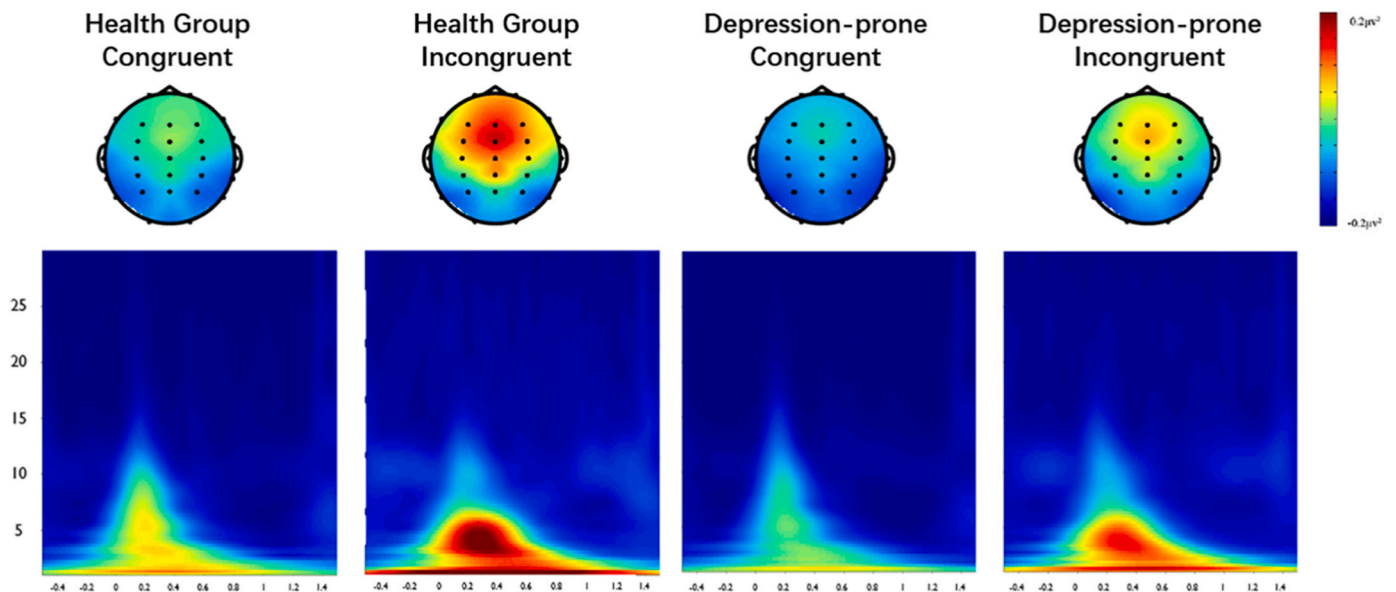 Health Group
Congruent
Health Group
Incongruent
Depression-prone
Congruent
Depression-prone
Incongruent
0.2μv²
-0.2μv²
25
20
15
10
5
-0.4 -0.2 0 0.2 0.4 0.6 0.8 1 1.2 1.4
-0.4 -0.2 0 0.2 0.4 0.6 0.8 1 1.2 1.4
-0.4 -0.2 0 0.2 0.4 0.6 0.8 1 1.2 1.4
-0.4 -0.2 0 0.2 0.4 0.6 0.8 1 1.2 1.4